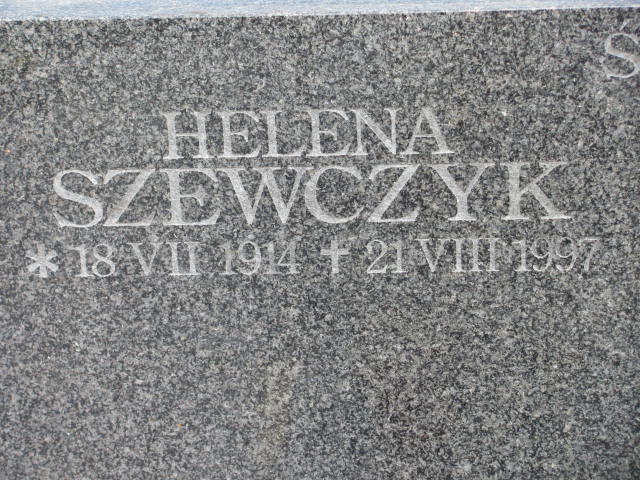 HELENA
SZEWCZYK
* 18 VII 1914 ✝ 21 VIII 1997